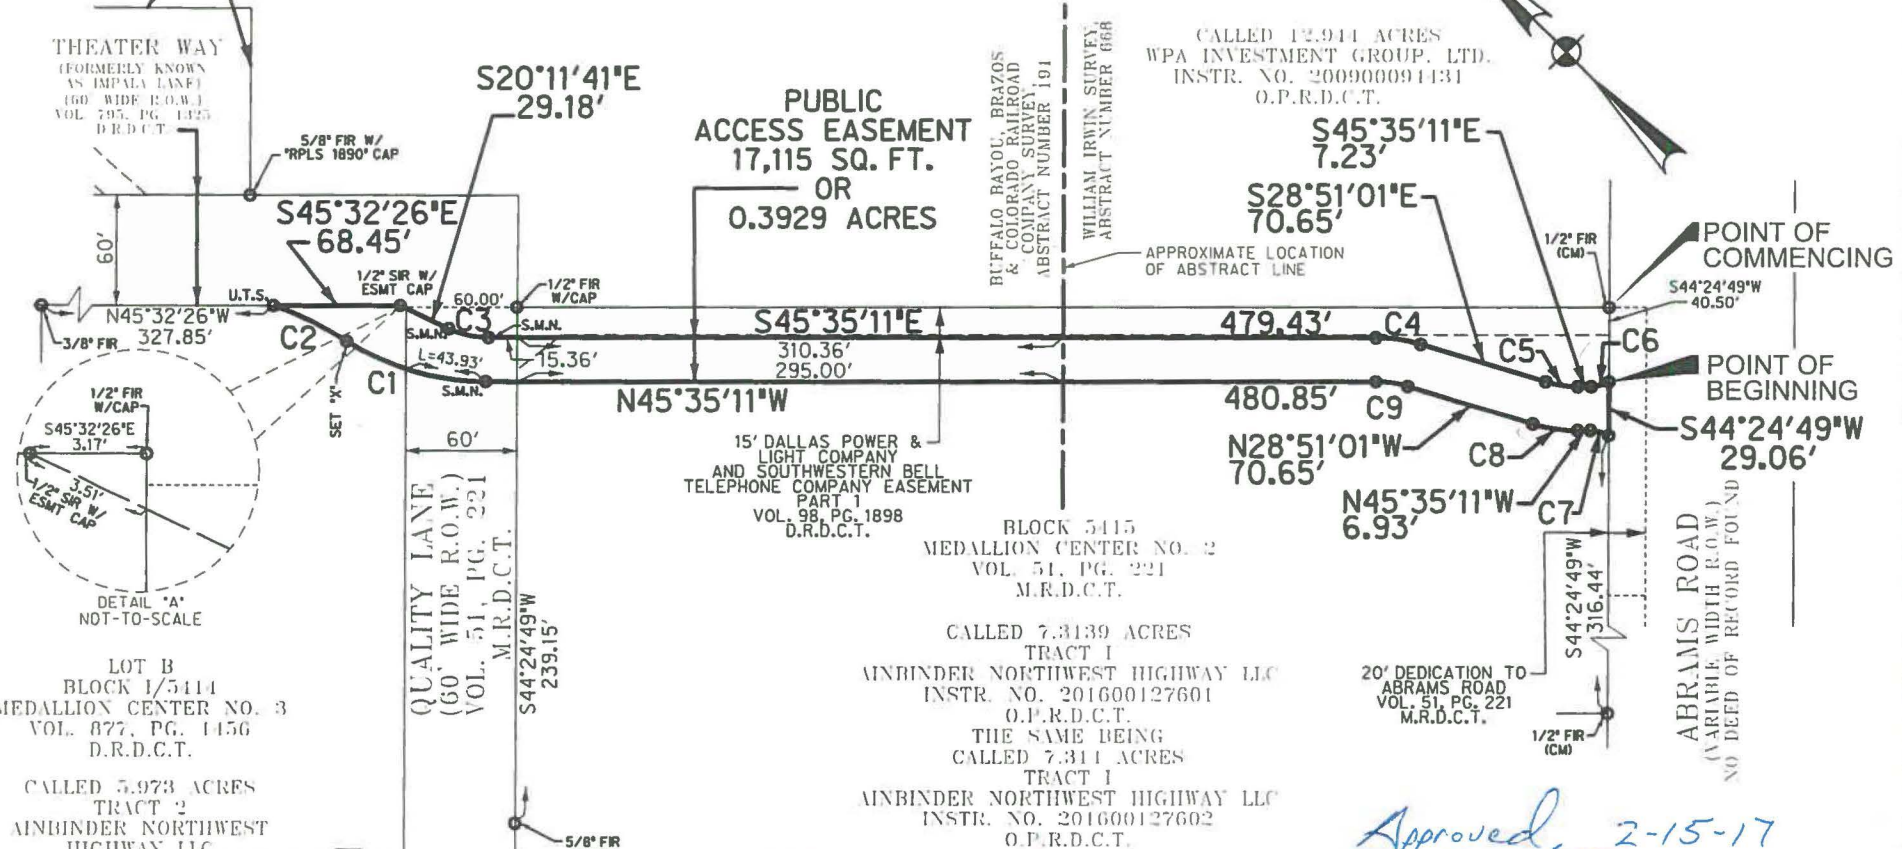 THEATER WAY
(FORMERLY KNOWN
AS IMPALA LANE)
(60' WIDE R.O.W.)
VOL. 795, PG. 1325
D.R.D.C.T.
5/8" FIR W/
"RPLS 1890" CAP
S20°11'41"E
29.18'
PUBLIC
ACCESS EASEMENT
17,115 SQ. FT.
OR
0.3929 ACRES
BUFFALO BAYOU, BRAZOS
& COLORADO RAILROAD
COMPANY SURVEY,
ABSTRACT NUMBER 191
WILLIAM IRWIN SURVEY,
ABSTRACT NUMBER 668
CALLED 12.944 ACRES
WPA INVESTMENT GROUP, LTD.
INSTR. NO. 200900094431
O.P.R.D.C.T.
S45°35'11"E
7.23'
S28°51'01"E
70.65'
APPROXIMATE LOCATION
OF ABSTRACT LINE
1/2" FIR
(CM)
POINT OF
COMMENCING
S44°24'49"W
40.50'
60'
S45°32'26"E
68.45'
1/2" SIR W/
ESMT CAP
60.00'
1/2" FIR
W/CAP
U.T.S.
N45°32'26"W
327.85'
3/8" FIR
C2
C3
S.M.N.
S.M.N.
15.36'
S45°35'11"E
479.43'
310.36'
295.00'
C4
C5
C6
POINT OF
BEGINNING
L=43.93'
C1
S.M.N.
SET "X"
N45°35'11"W
480.85'
C9
N28°51'01"W
70.65'
C8
N45°35'11"W
6.93'
C7
S44°24'49"W
29.06'
1/2" FIR
W/CAP
S45°32'26"E
3.17'
3.51'
1/2" SIR W/
ESMT CAP
DETAIL "A"
NOT-TO-SCALE
60'
QUALITY LANE
(60' WIDE R.O.W.)
VOL. 51, PG. 221
M.R.D.C.T.
S44°24'49"W
239.15'
15' DALLAS POWER &
LIGHT COMPANY
AND SOUTHWESTERN BELL
TELEPHONE COMPANY EASEMENT
PART 1
VOL. 98, PG. 1898
D.R.D.C.T.
BLOCK 5415
MEDALLION CENTER NO. 2
VOL. 51, PG. 221
M.R.D.C.T.
CALLED 7.3139 ACRES
TRACT 1
AINBINDER NORTHWEST HIGHWAY LLC
INSTR. NO. 201600127601
O.P.R.D.C.T.
THE SAME BEING
CALLED 7.311 ACRES
TRACT 1
AINBINDER NORTHWEST HIGHWAY LLC
INSTR. NO. 201600127602
O.P.R.D.C.T.
20' DEDICATION TO
ABRAMS ROAD
VOL. 51, PG. 221
M.R.D.C.T.
S44°24'49"W
316.44'
1/2" FIR
(CM)
ABRAMS ROAD
(VARIABLE WIDTH R.O.W.)
NO DEED OF RECORD FOUND
LOT B
BLOCK 1/5414
MEDALLION CENTER NO. 3
VOL. 877, PG. 1456
D.R.D.C.T.
CALLED 5.973 ACRES
TRACT 2
AINBINDER NORTHWEST
HIGHWAY LLC
5/8" FIR
Approved, 2-15-17